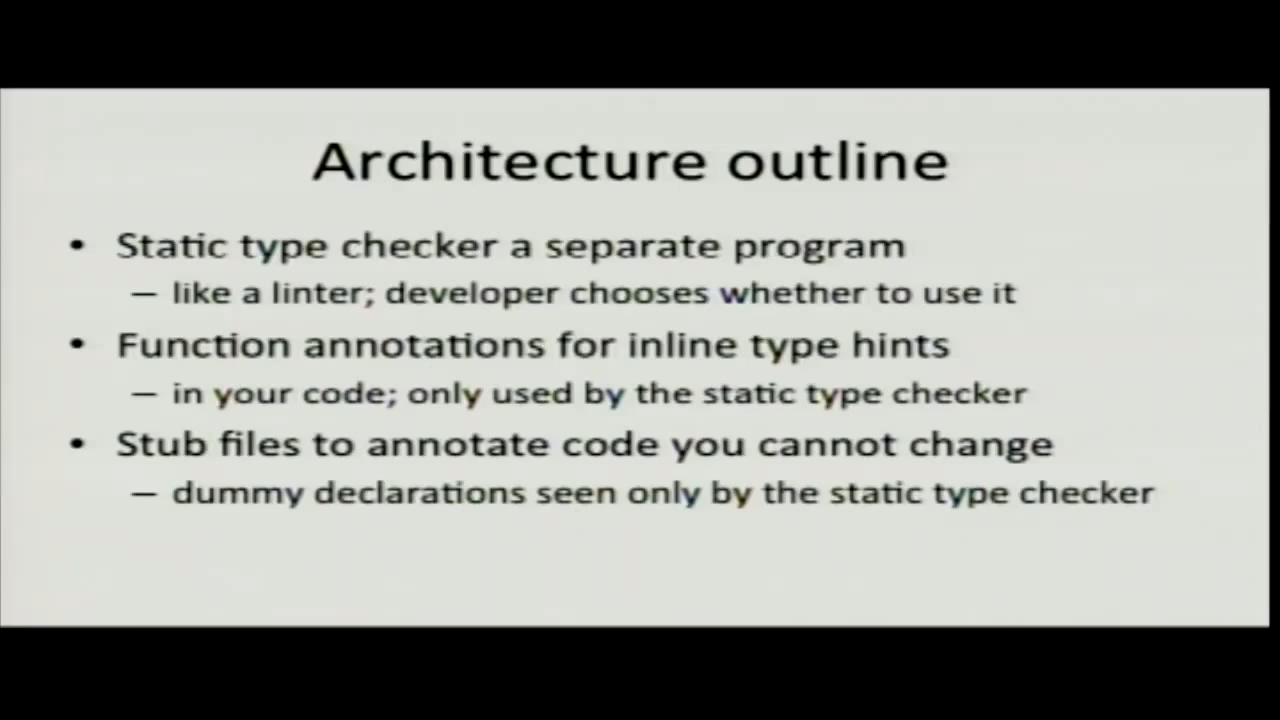 Architecture outline
• Static type checker a separate program
– like a linter; developer chooses whether to use it
• Function annotations for inline type hints
– in your code; only used by the static type checker
• Stub files to annotate code you cannot change
– dummy declarations seen only by the static type checker